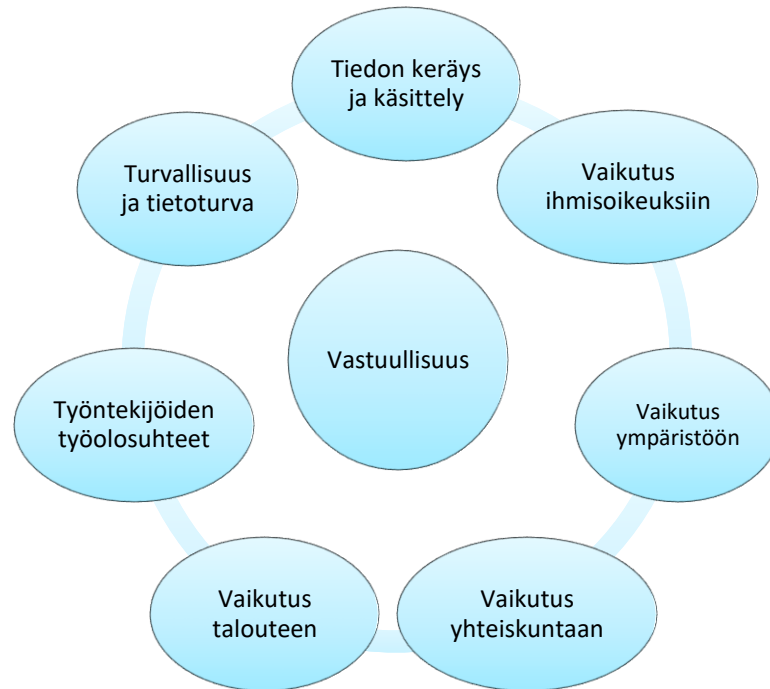 Tiedon keräys
ja käsittely
Vaikutus
ihmisoikeuksiin
Vaikutus
ympäristöön
Vaikutus
yhteiskuntaan
Vaikutus
talouteen
Työntekijöiden
työolosuhteet
Turvallisuus
ja tietoturva
Vastuullisuus